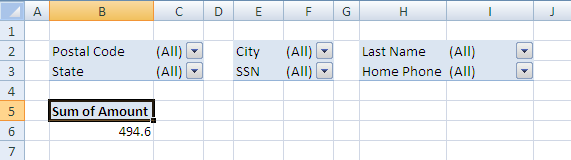 A B C D E F G H I J
1
2 Postal Code (All) City (All) Last Name (All)
3 State (All) SSN (All) Home Phone (All)
4
5 Sum of Amount
6 494.6
7